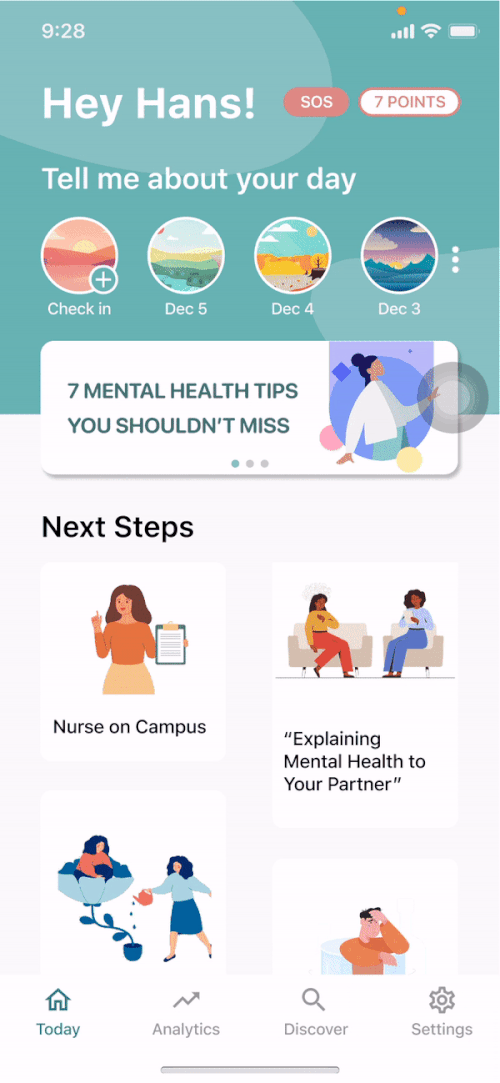 9:28
Hey Hans!
SOS
7 POINTS
Tell me about your day
Check in
Dec 5
Dec 4
Dec 3
7 MENTAL HEALTH TIPS
YOU SHOULDN'T MISS
Next Steps
Nurse on Campus
“Explaining
Mental Health to
Your Partner”
Today
Analytics
Discover
Settings